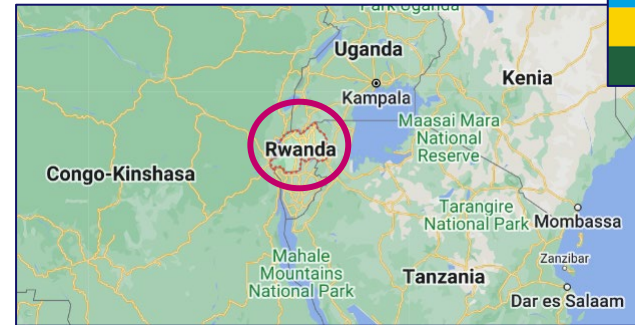 Park Uganda
Uganda
Kenia
Kampala
Maasai Mara
National
Reserve
Rwanda
Congo-Kinshasa
Tarangire
National Park
Mombassa
Mahale
Mountains
National Park
Zanzibar
Tanzania
Dar es Salaam